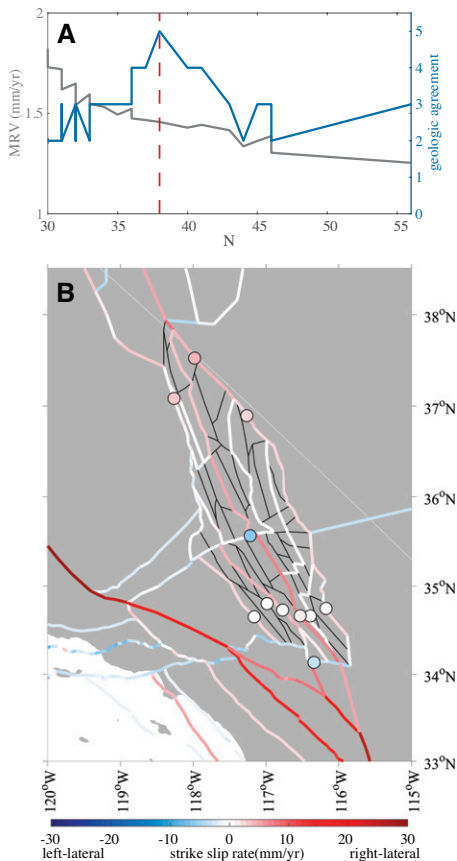 A
2
1.5
1
MRV (mm/yr)
5
4
3
2
1
0
geologic agreement
30
35
40
45
50
55
N
B
38°N
37°N
36°N
35°N
34°N
33°N
120°W
119°W
118°W
117°W
116°W
115°W
-30
-20
-10
0
10
20
30
left-lateral
strike slip rate(mm/yr)
right-lateral